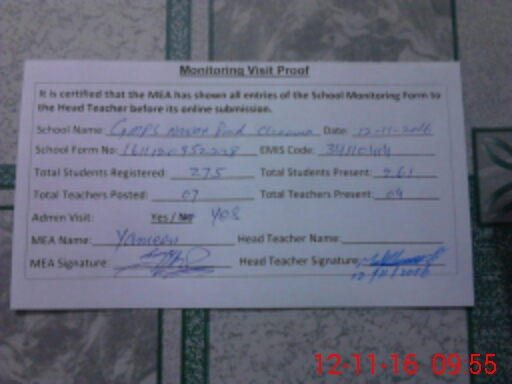 Monitoring Visit Proof
It is certified that the MEA has shown all entries of the School Monitoring Form to
the Head Teacher before its online submission.
School Name: Date: 12-11-2016
School Form No: EMIS Code:
Total Students Registered: 275 Total Students Present: 261
Total Teachers Posted: 07 Total Teachers Present:
Admin Visit: Yes / No Yes
MEA Name: Head Teacher Name:
MEA Signature: Head Teacher Signature
12/11/2016
12-11-16 09:55